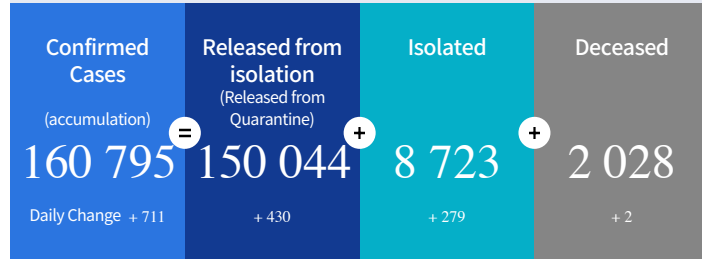 Confirmed
Cases
(accumulation)
160 795
Daily Change + 711
=
Released from
isolation
(Released from
Quarantine)
150 044
+ 430
+
Isolated
8 723
+ 279
+
Deceased
2 028
+ 2